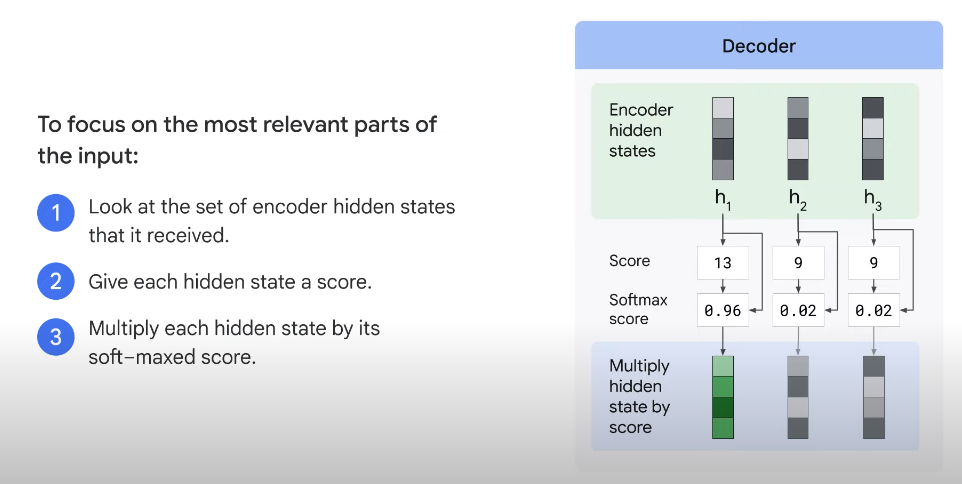 To focus on the most relevant parts of
the input:
1 Look at the set of encoder hidden states
that it received.
2 Give each hidden state a score.
3 Multiply each hidden state by its
soft-maxed score.
Decoder
Encoder
hidden
states
h₁ h₂ h₃
Score 13 9 9
Softmax
score 0.96 0.02 0.02
Multiply
hidden
state by
score